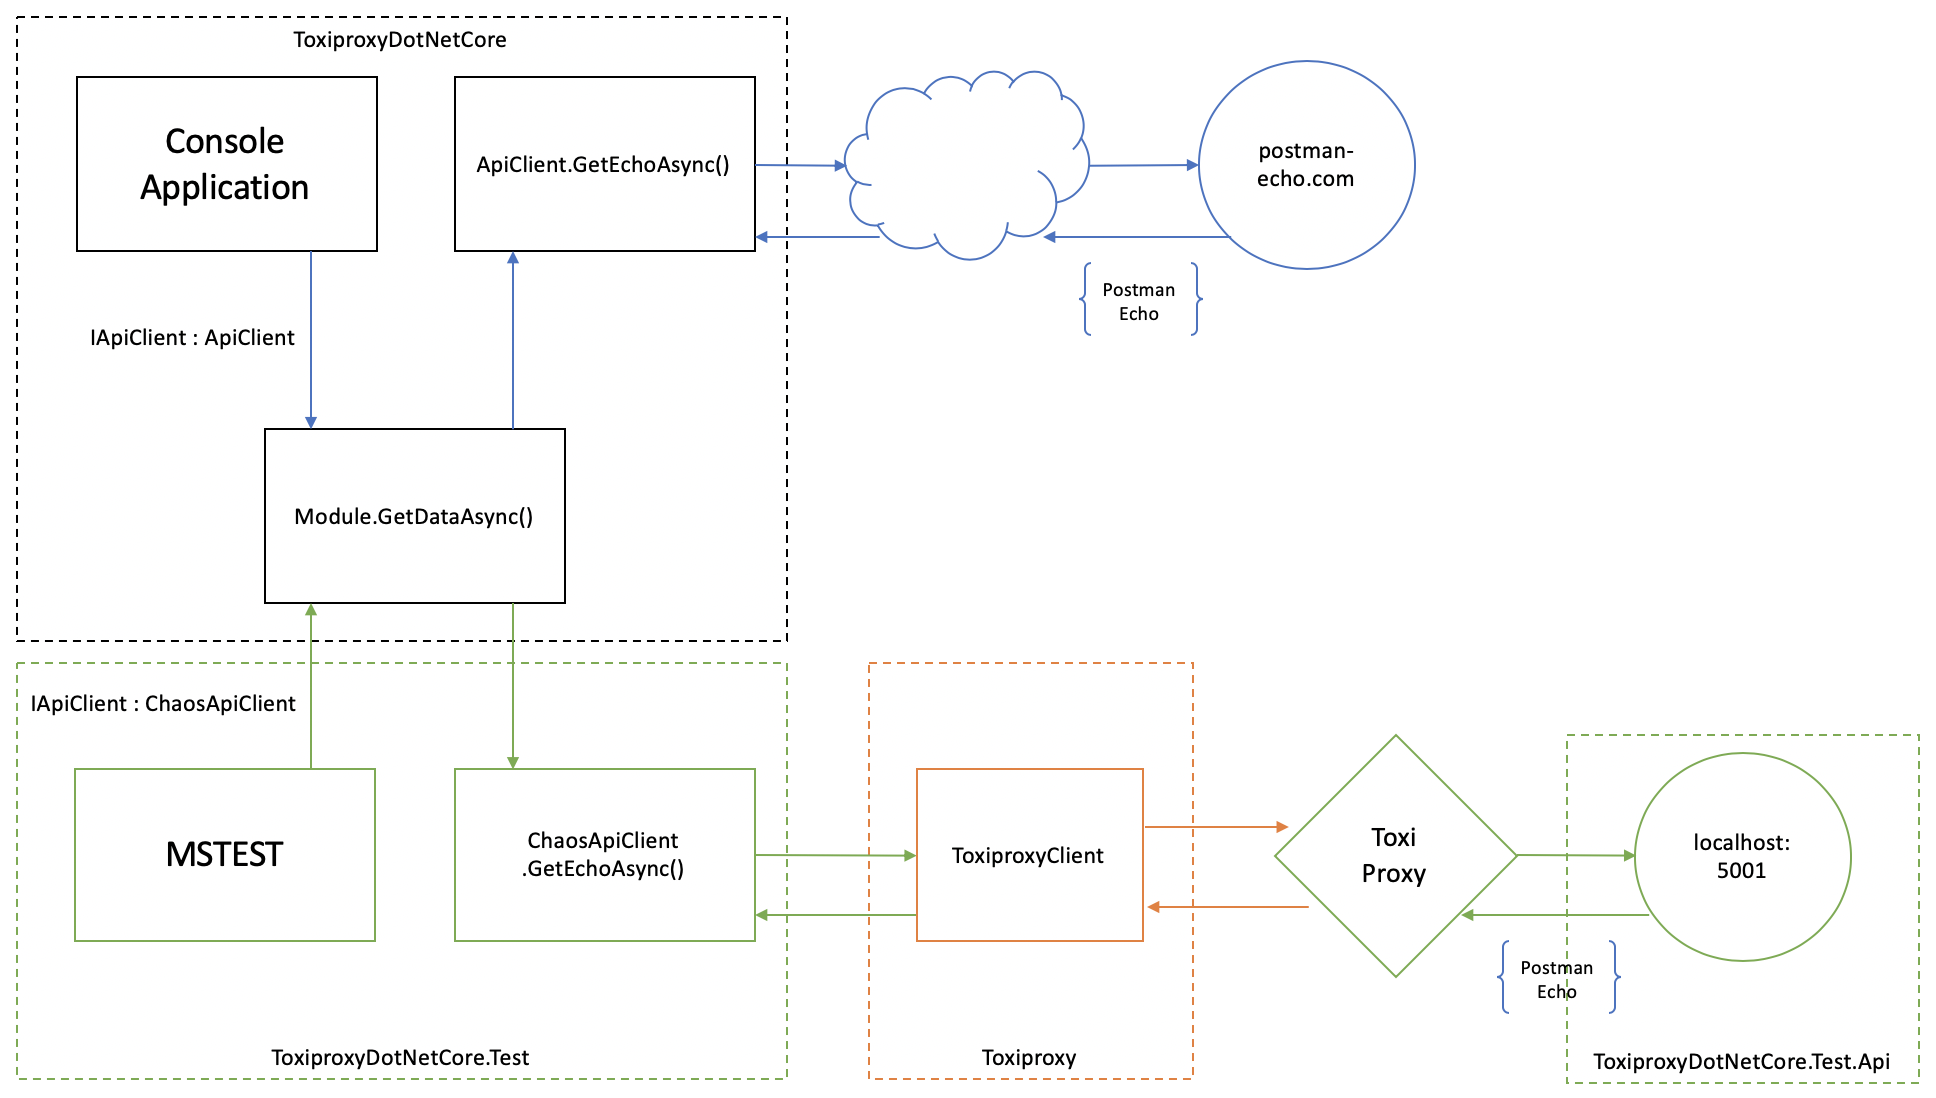 ToxiproxyDotNetCore
Console
Application
ApiClient.GetEchoAsync()
postman-
echo.com
Postman
Echo
IApiClient : ApiClient
Module.GetDataAsync()
IApiClient : ChaosApiClient
MSTEST
ChaosApiClient
.GetEchoAsync()
ToxiproxyClient
Toxi
Proxy
localhost:
5001
Postman
Echo
ToxiproxyDotNetCore.Test
Toxiproxy
ToxiproxyDotNetCore.Test.Api